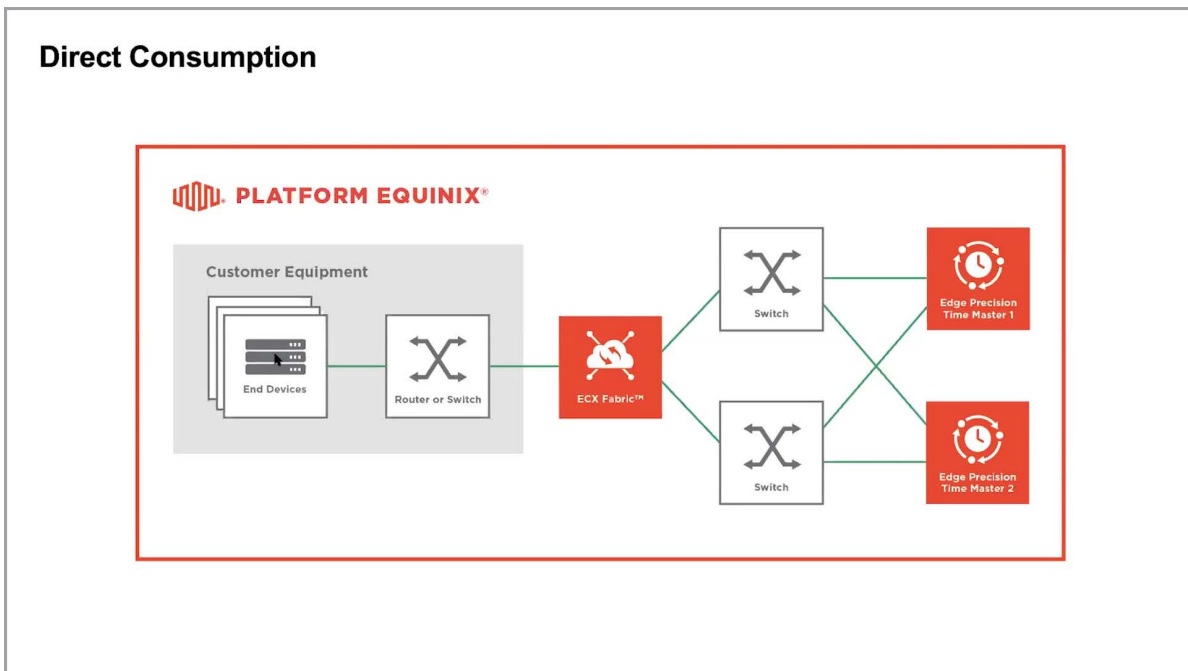 Direct Consumption
PLATFORM EQUINIX®
Customer Equipment
End Devices
Router or Switch
ECX Fabric™
Switch
Edge Precision
Time Master 1
Switch
Edge Precision
Time Master 2